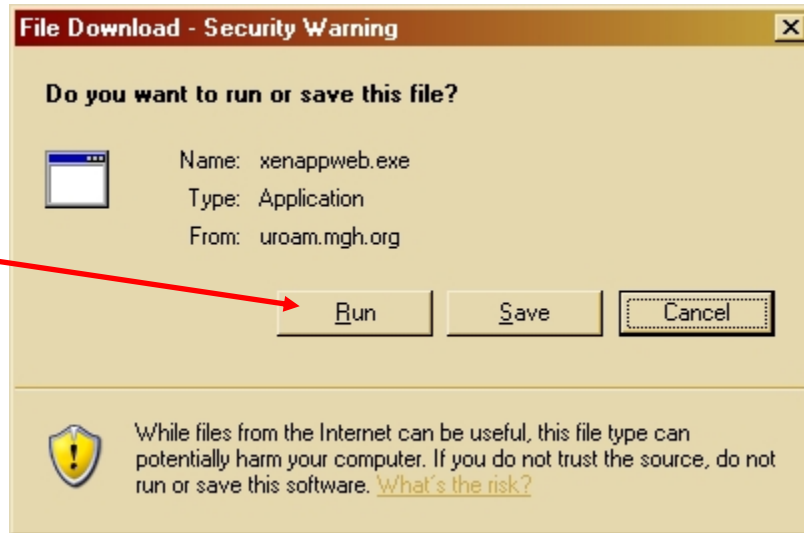 File Download - Security Warning
Do you want to run or save this file?
Name: xenappweb.exe
Type: Application
From: uroam.mgh.org
Run Save Cancel
While files from the Internet can be useful, this file type can
potentially harm your computer. If you do not trust the source, do not
run or save this software. What's the risk?